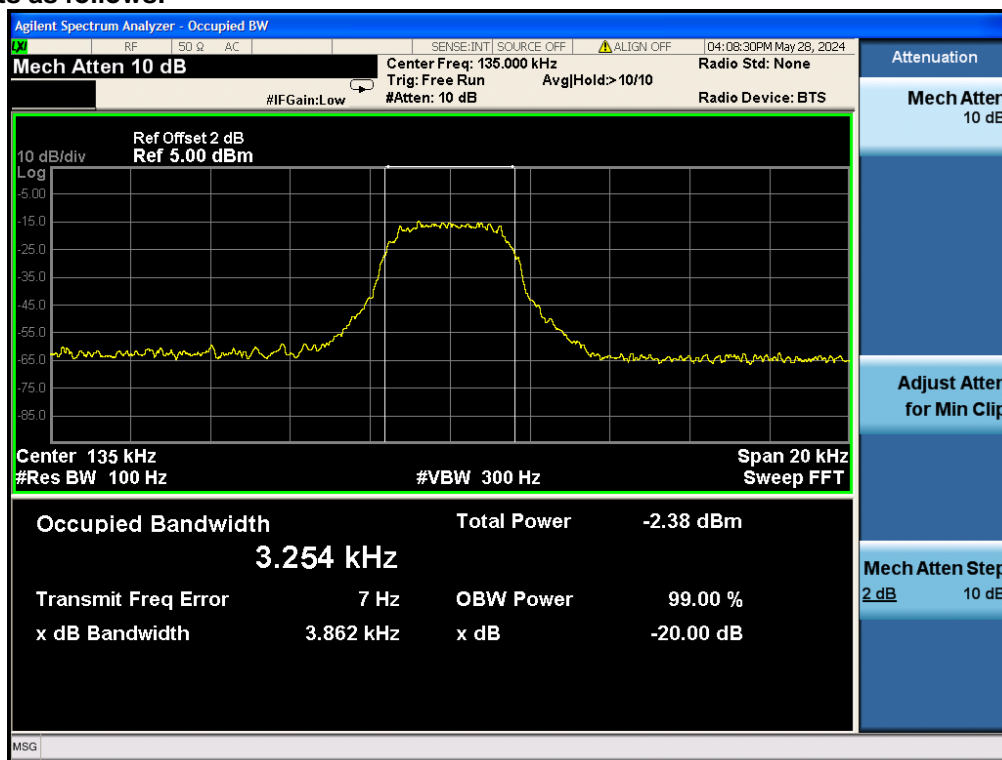 ts as follows:
Agilent Spectrum Analyzer - Occupied BW
LXI RF 50 Ω AC SENSE:INT SOURCE OFF ALIGN OFF 04:08:30PM May 28, 2024
Mech Atten 10 dB
Center Freq: 135.000 kHz Radio Std: None
Trig: Free Run Avg|Hold:> 10/10
#IFGain:Low #Atten: 10 dB Radio Device: BTS
Ref Offset 2 dB
10 dB/div Ref 5.00 dBm
Log
-5.00
-15.0
-25.0
-35.0
-45.0
-55.0
-65.0
-75.0
-85.0
Center 135 kHz Span 20 kHz
#Res BW 100 Hz #VBW 300 Hz Sweep FFT
Occupied Bandwidth Total Power -2.38 dBm
3.254 kHz
Transmit Freq Error 7 Hz OBW Power 99.00 %
x dB Bandwidth 3.862 kHz x dB -20.00 dB
MSG
Attenuation
Mech Atten
10 dB
Adjust Atten
for Min Clip
Mech Atten Step
2 dB 10 dB